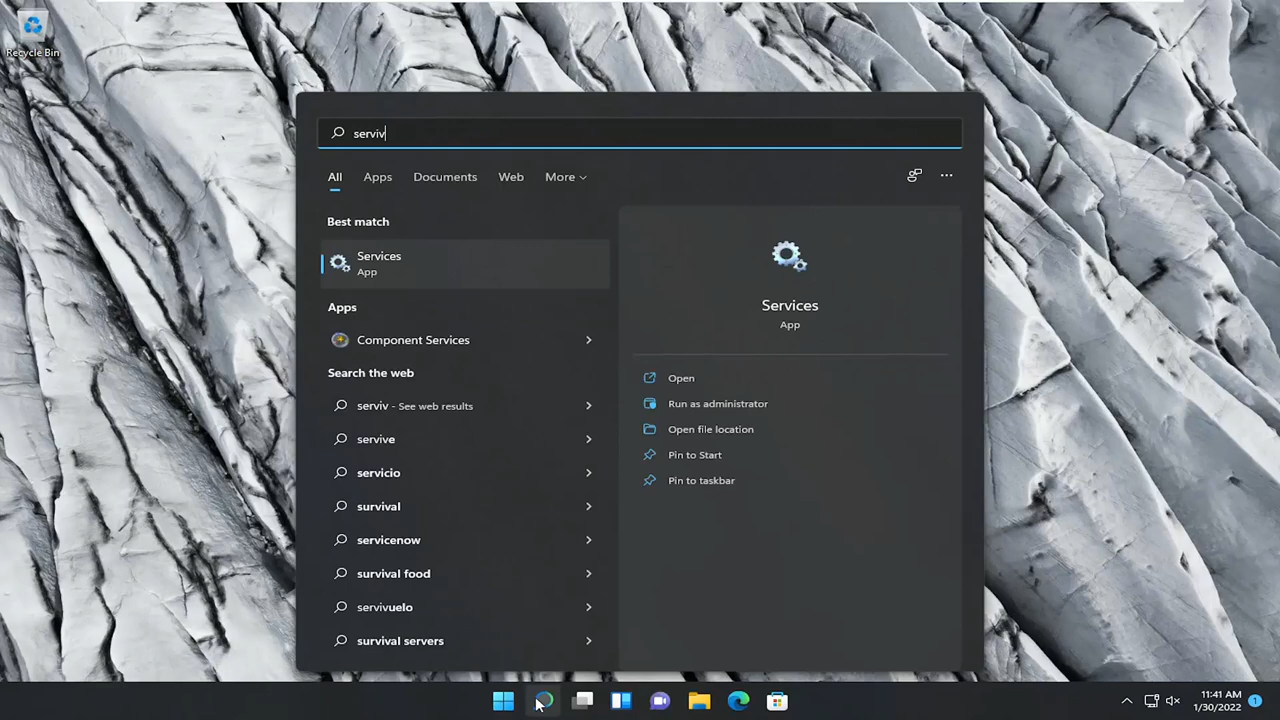 Recycle Bin
serviv
All Apps Documents Web More
Best match
Services
App
Apps
Component Services
Search the web
serviv - See web results
servive
servicio
survival
servicenow
survival food
servivuelo
survival servers
Services
App
Open
Run as administrator
Open file location
Pin to Start
Pin to taskbar
11:41 AM
1/30/2022
1